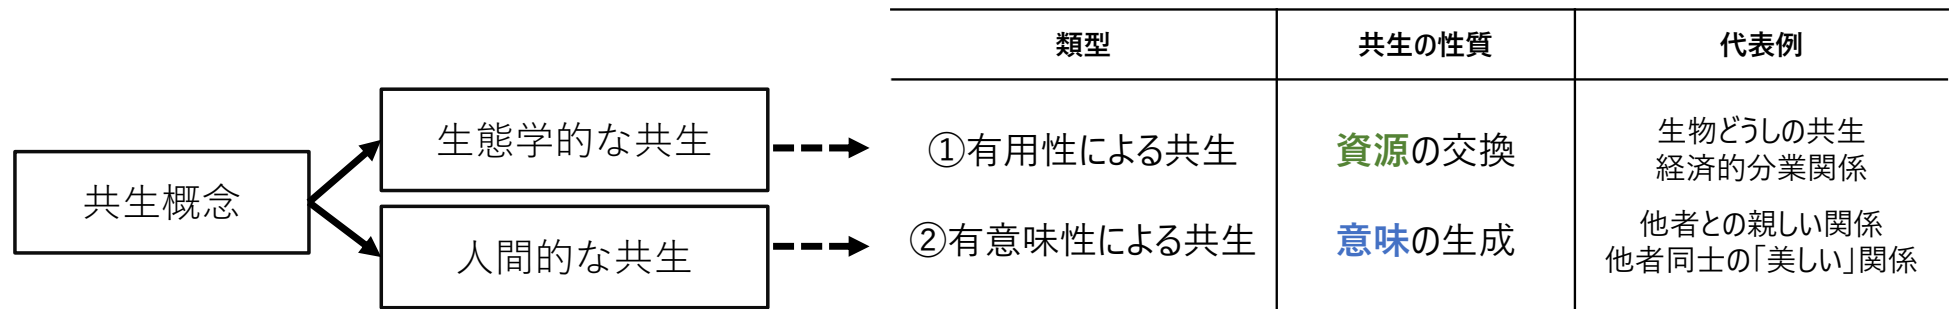 共生概念
生態学的な共生
人間的な共生
類型 共生の性質 代表例
①有用性による共生 資源の交換 生物どうしの共生
経済的分業関係
②有意味性による共生 意味の生成 他者との親しい関係
他者同士の「美しい」関係